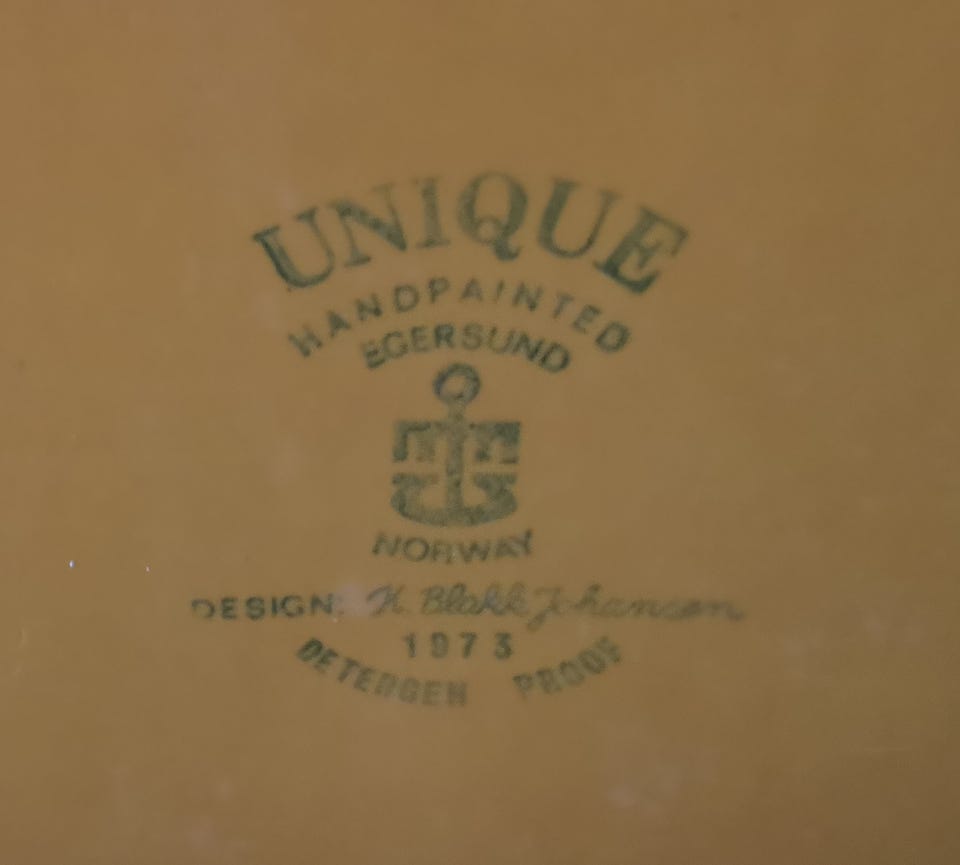 UNIQUE
HANDPAINTED
EGERSUND
NORWAY
DESIGN: K. Blakk Johansen
1973
DETERGEN PROOF